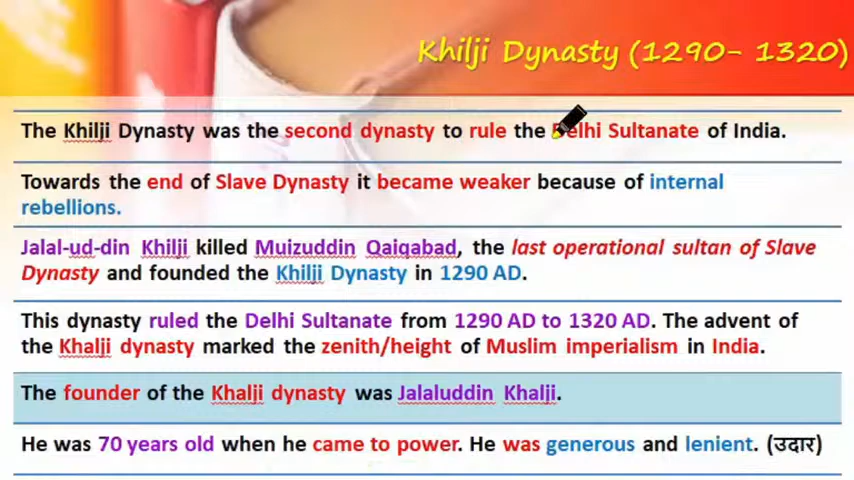 Khilji Dynasty (1290- 1320)
The Khilji Dynasty was the second dynasty to rule the Delhi Sultanate of India.
Towards the end of Slave Dynasty it became weaker because of internal
rebellions.
Jalal-ud-din Khilji killed Muizuddin Qaiqabad, the last operational sultan of Slave
Dynasty and founded the Khilji Dynasty in 1290 AD.
This dynasty ruled the Delhi Sultanate from 1290 AD to 1320 AD. The advent of
the Khalji dynasty marked the zenith/height of Muslim imperialism in India.
The founder of the Khalji dynasty was Jalaluddin Khalji.
He was 70 years old when he came to power. He was generous and lenient. (उदार)